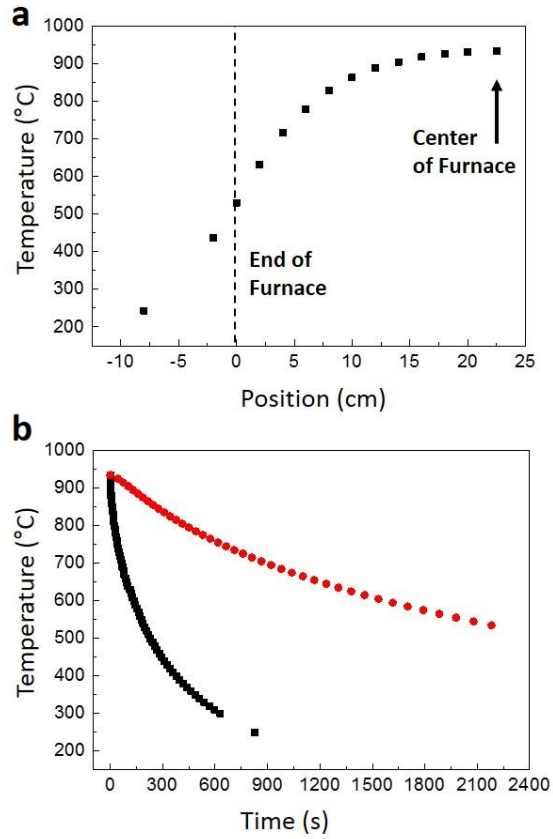 a
1000
900
800
700
600
500
400
300
200
Temperature (°C)
Center
of Furnace
End of
Furnace
-10 -5 0 5 10 15 20 25
Position (cm)
b
1000
900
800
700
600
500
400
300
200
Temperature (°C)
0 300 600 900 1200 1500 1800 2100 2400
Time (s)